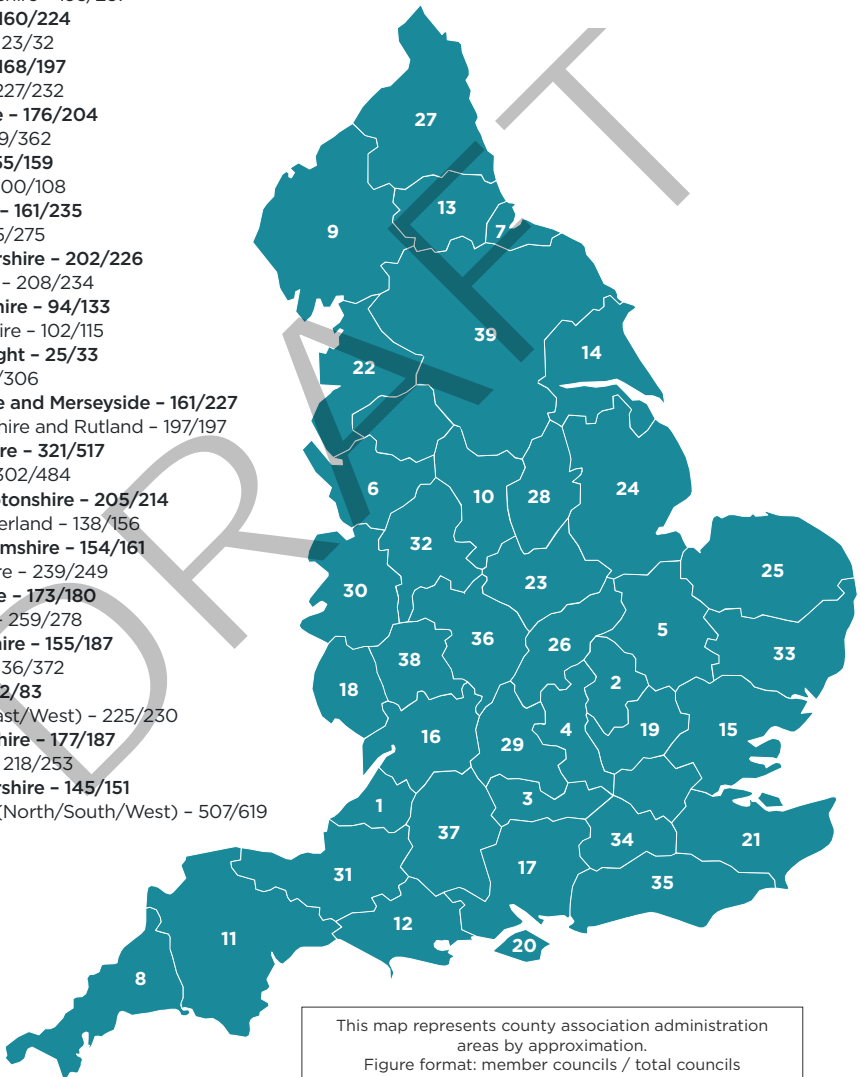 160/224
23/32
168/197
227/232
e – 176/204
9/362
55/159
00/108
– 161/235
5/275
rshire – 202/226
– 208/234
hire – 94/133
ire – 102/115
ght – 25/33
/306
e and Merseyside – 161/227
hire and Rutland – 197/197
re – 321/517
302/484
ptonshire – 205/214
erland – 138/156
mshire – 154/161
re – 239/249
e – 173/180
– 259/278
hire – 155/187
36/372
2/83
ast/West) – 225/230
shire – 177/187
218/253
rshire – 145/151
(North/South/West) – 507/619
27
13
7
9
39
14
22
6
10
28
24
32
23
25
30
36
26
5
38
33
2
18
16
29
4
19
15
1
3
37
34
21
31
17
35
12
11
20
8
DRAFT
This map represents county association administration
areas by approximation.
Figure format: member councils / total councils